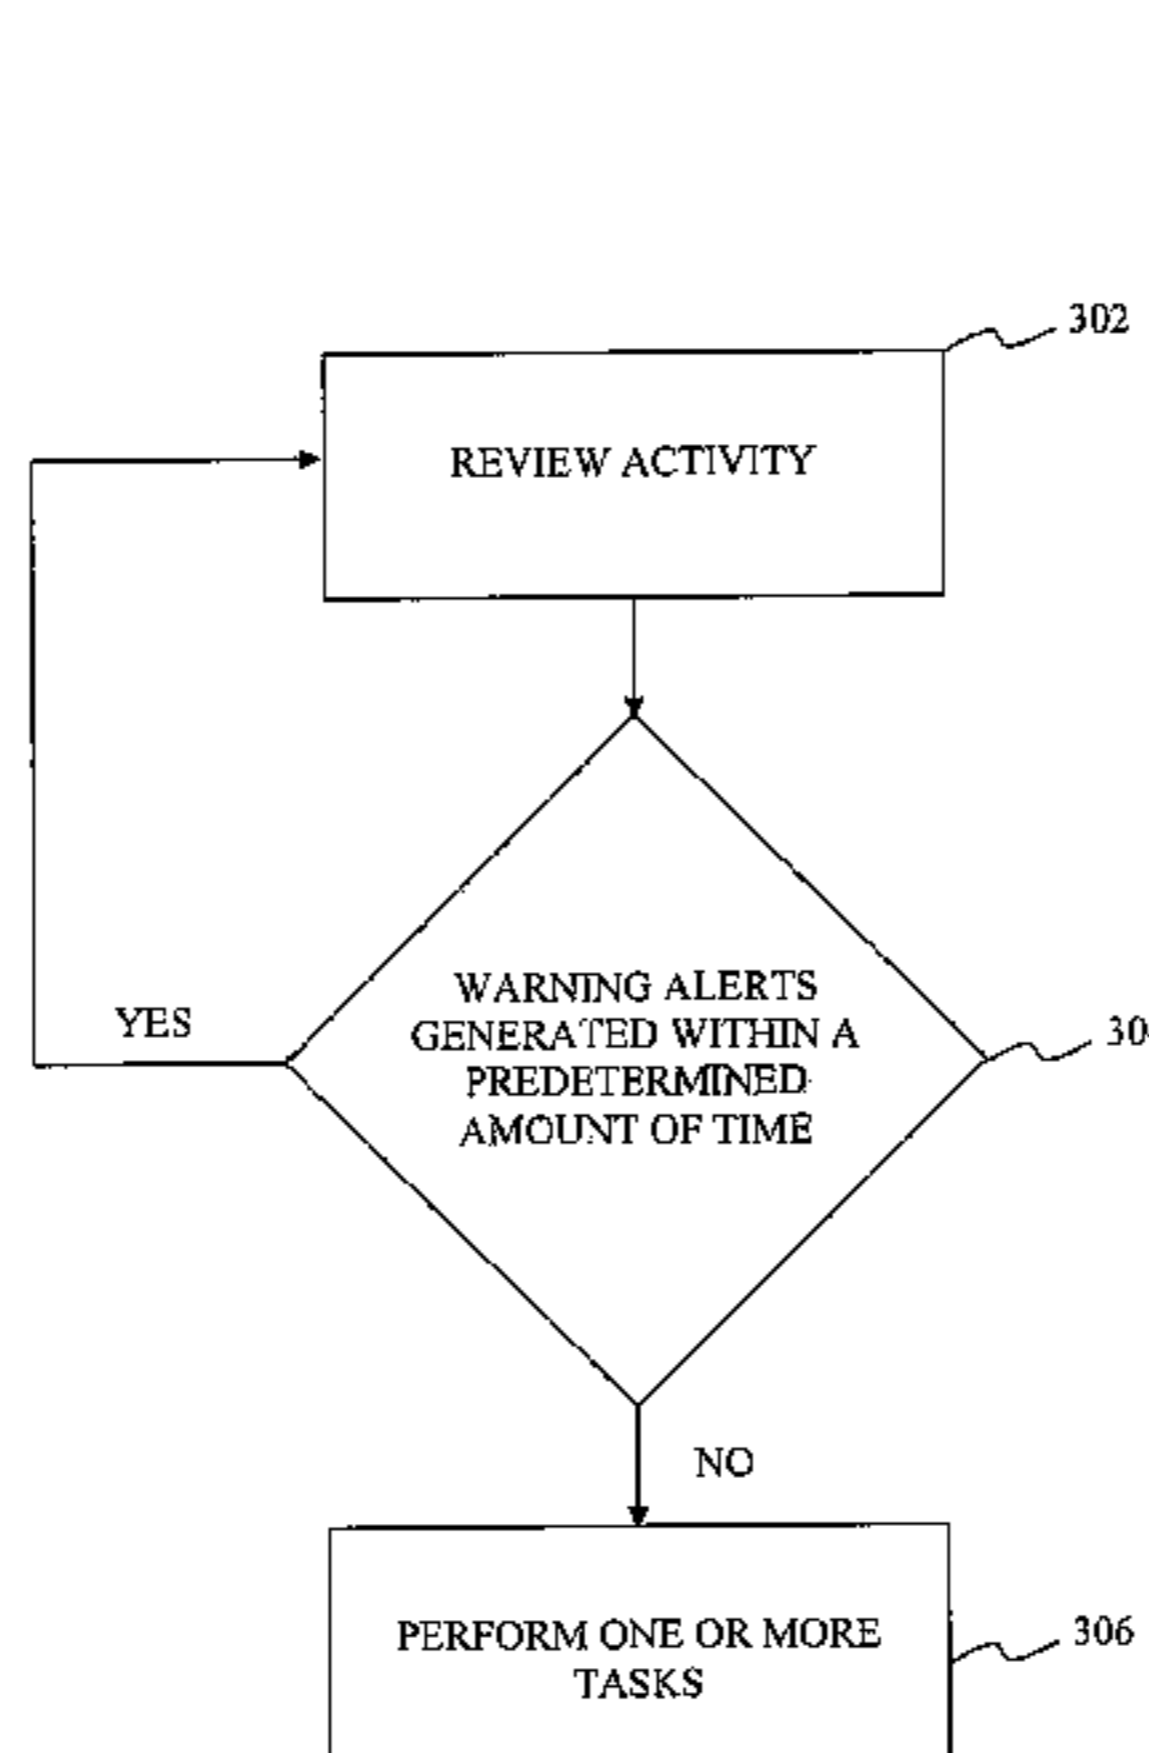 302
REVIEW ACTIVITY
WARNING ALERTS
GENERATED WITHIN A
PREDETERMINED
AMOUNT OF TIME
YES
NO
PERFORM ONE OR MORE
TASKS
306